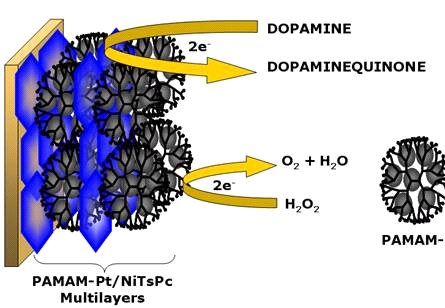 DOPAMINE
2e⁻
DOPAMINEQUINONE
O₂ + H₂O
2e⁻
H₂O₂
PAMAM-
PAMAM-Pt/NiTsPc
Multilayers